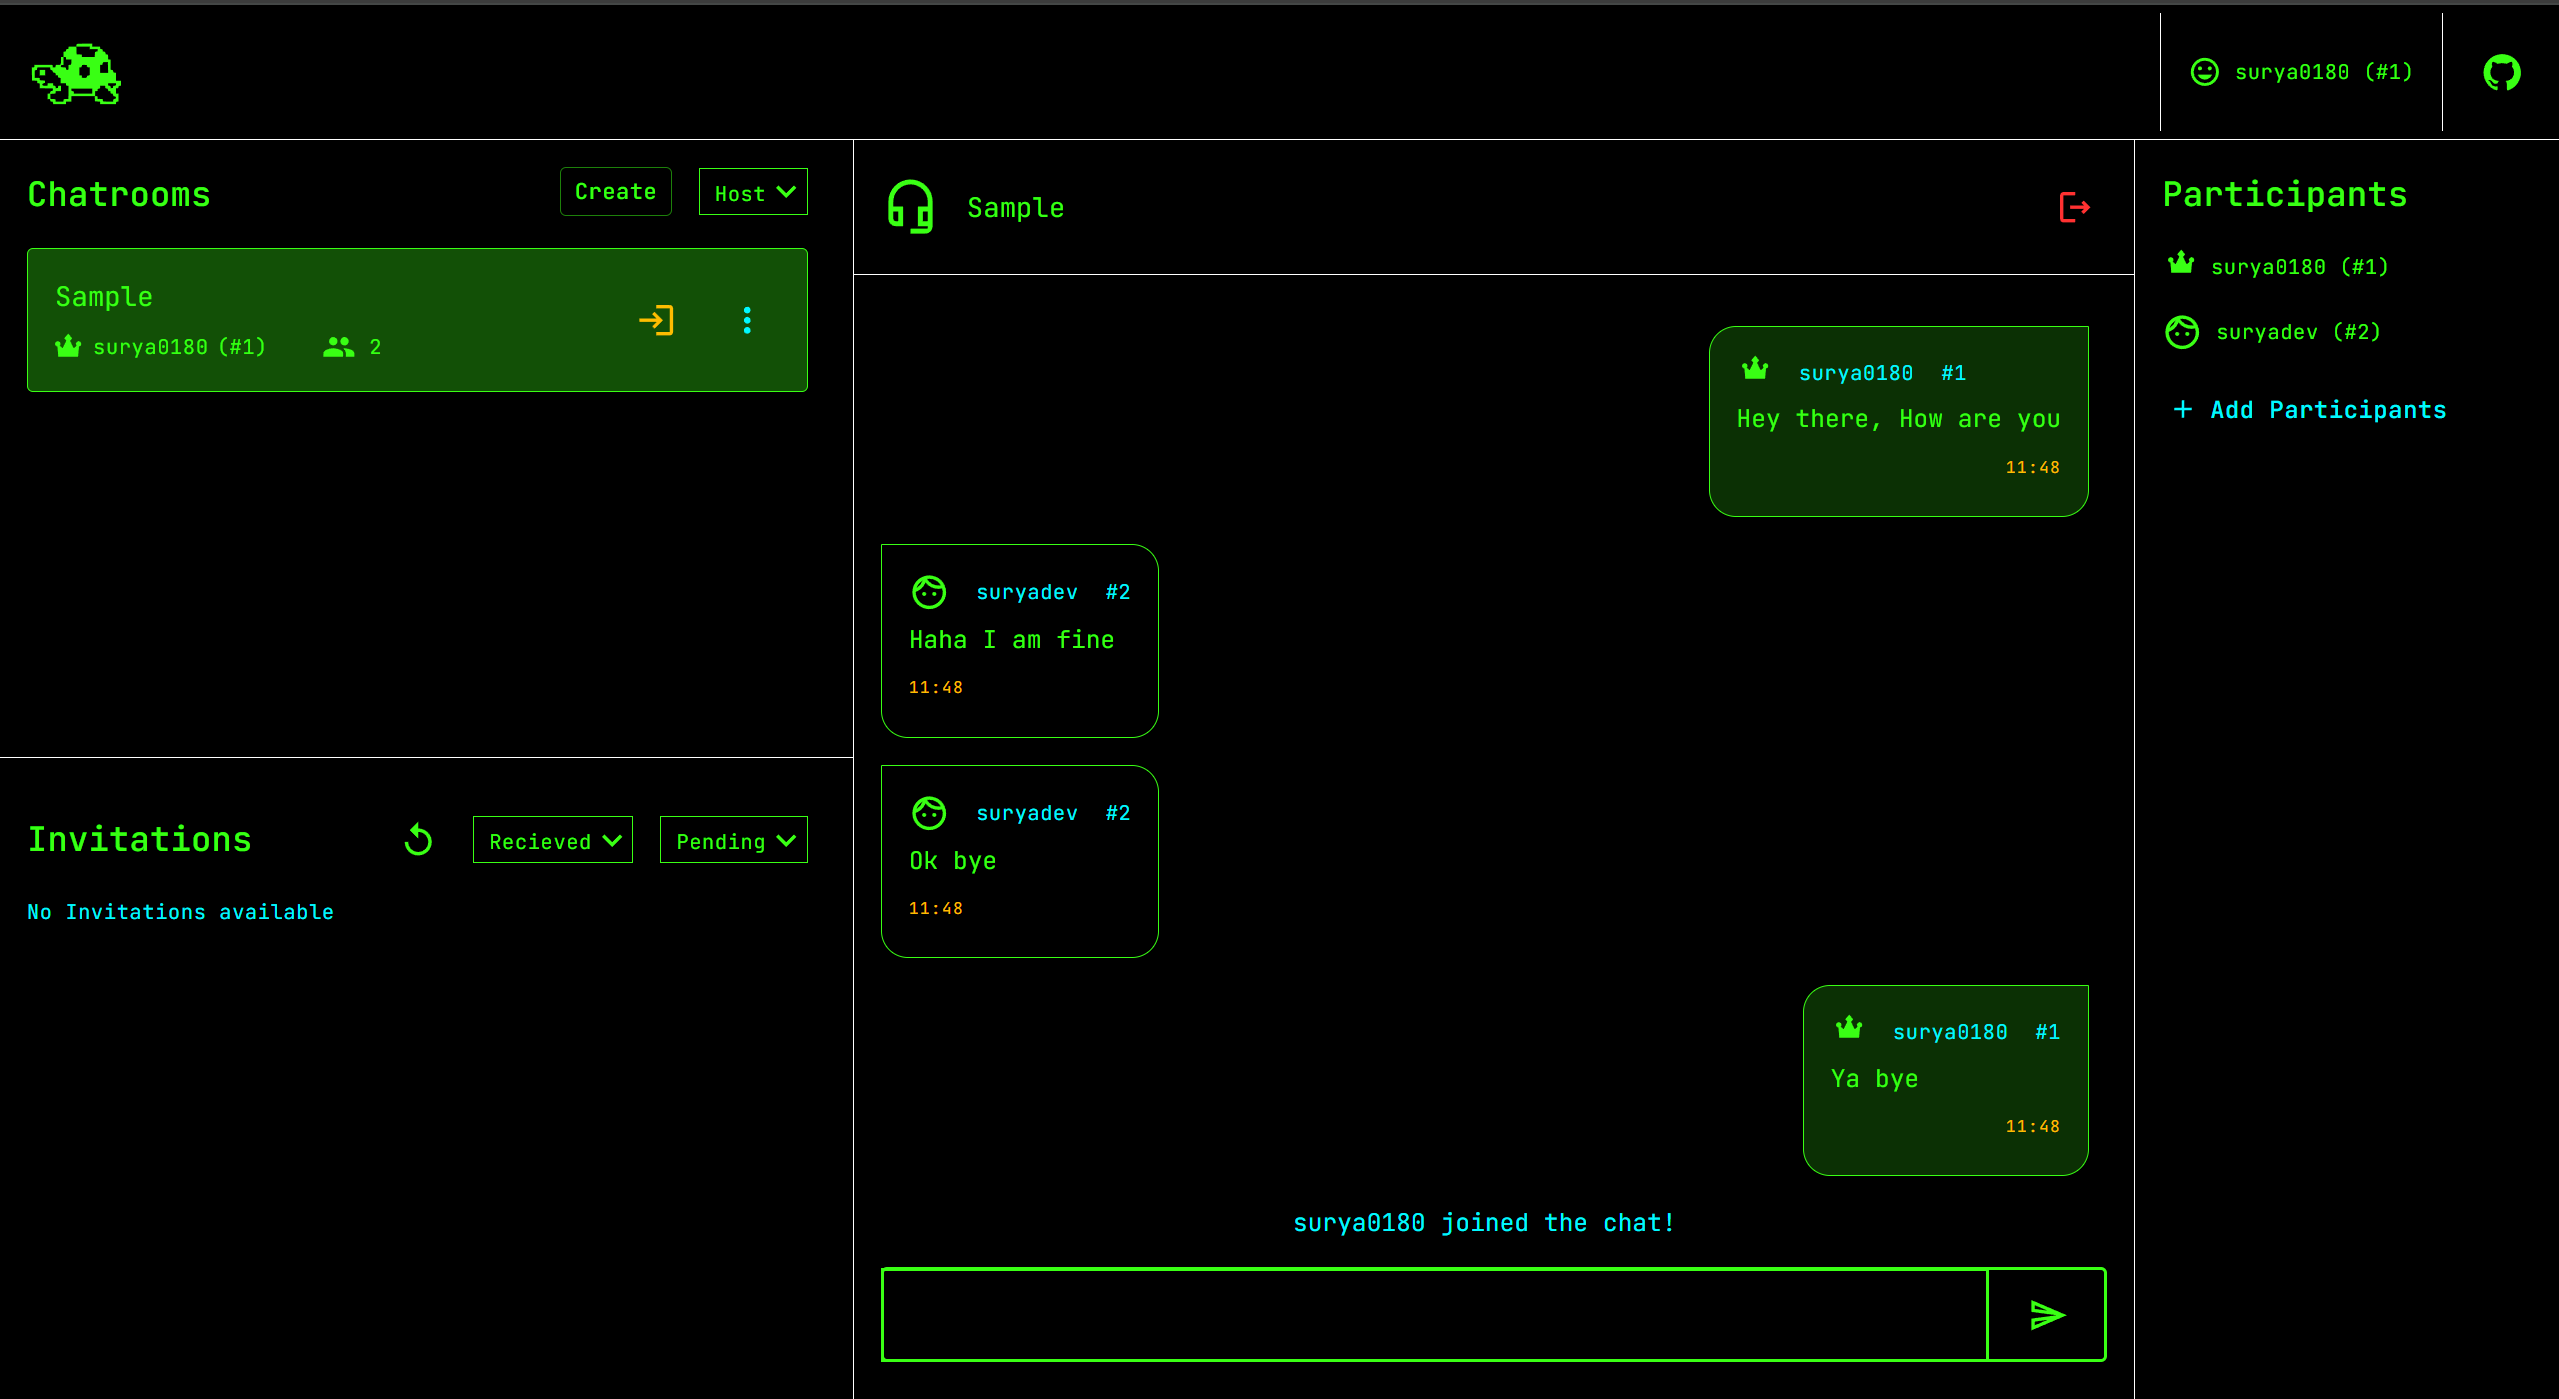 surya0180 (#1)
Chatrooms
Create
Host
Sample
surya0180 (#1)
2
Invitations
Recieved
Pending
No Invitations available
Sample
surya0180 #1
Hey there, How are you
11:48
suryadev #2
Haha I am fine
11:48
suryadev #2
Ok bye
11:48
surya0180 #1
Ya bye
11:48
surya0180 joined the chat!
Participants
surya0180 (#1)
suryadev (#2)
+ Add Participants